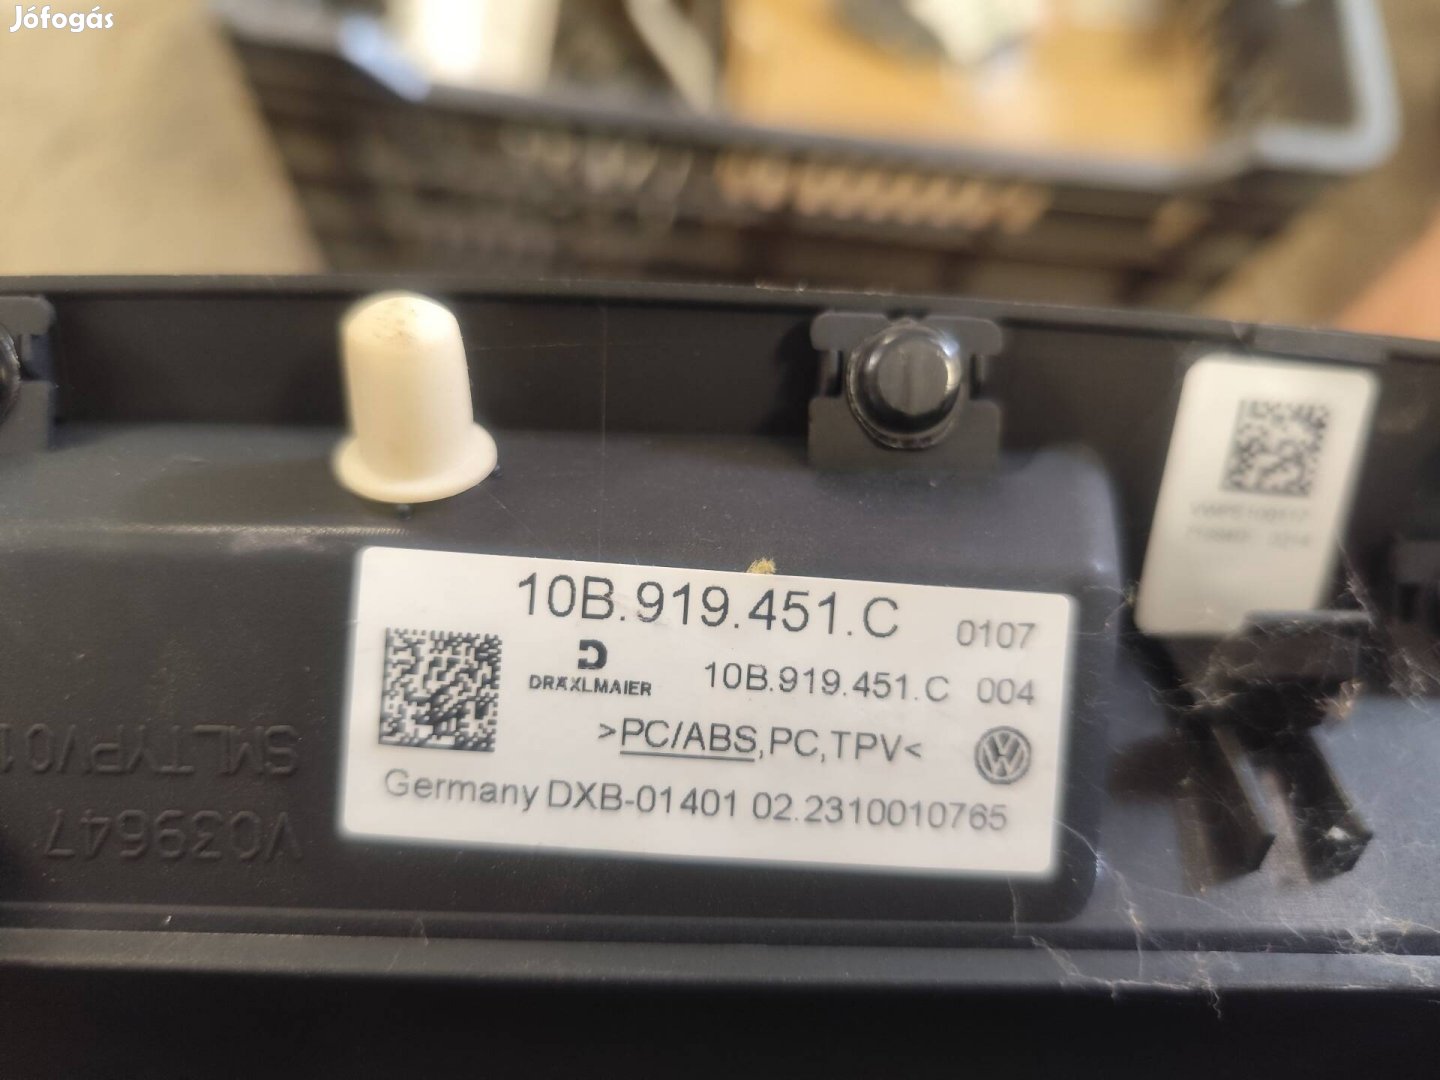 Jófogás
10B.919.451.C 0107
DRÄXLMAIER 10B.919.451.C 004
>PC/ABS,PC,TPV<
Germany DXB-01401 02.2310010765
SMLTYPV01
V039647